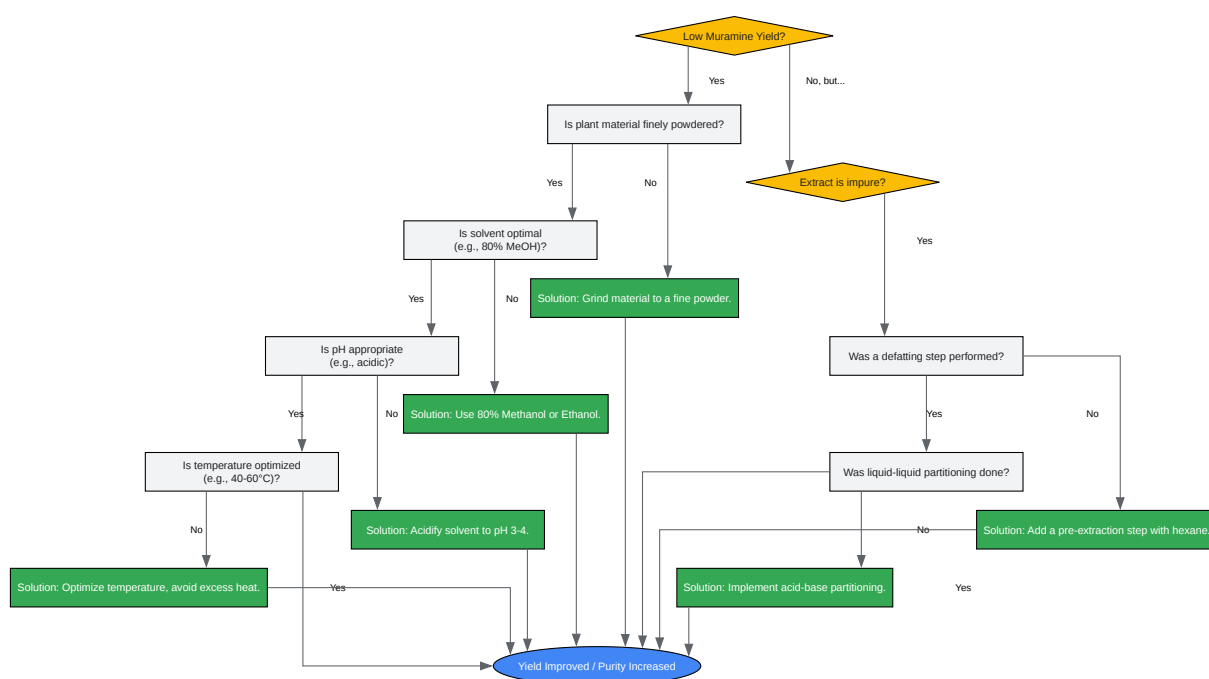 Low Muramine Yield?
Yes
No, but...
Is plant material finely powdered?
Yes
No
Extract is impure?
Is solvent optimal
(e.g., 80% MeOH)?
Yes
Yes
No
Solution: Grind material to a fine powder.
Is pH appropriate
(e.g., acidic)?
Was a defatting step performed?
Yes
No
Solution: Use 80% Methanol or Ethanol.
Yes
No
Is temperature optimized
(e.g., 40-60°C)?
Was liquid-liquid partitioning done?
No
Solution: Acidify solvent to pH 3-4.
No
Solution: Add a pre-extraction step with hexane.
Solution: Optimize temperature, avoid excess heat.
Yes
Solution: Implement acid-base partitioning.
Yes
Yield Improved / Purity Increased